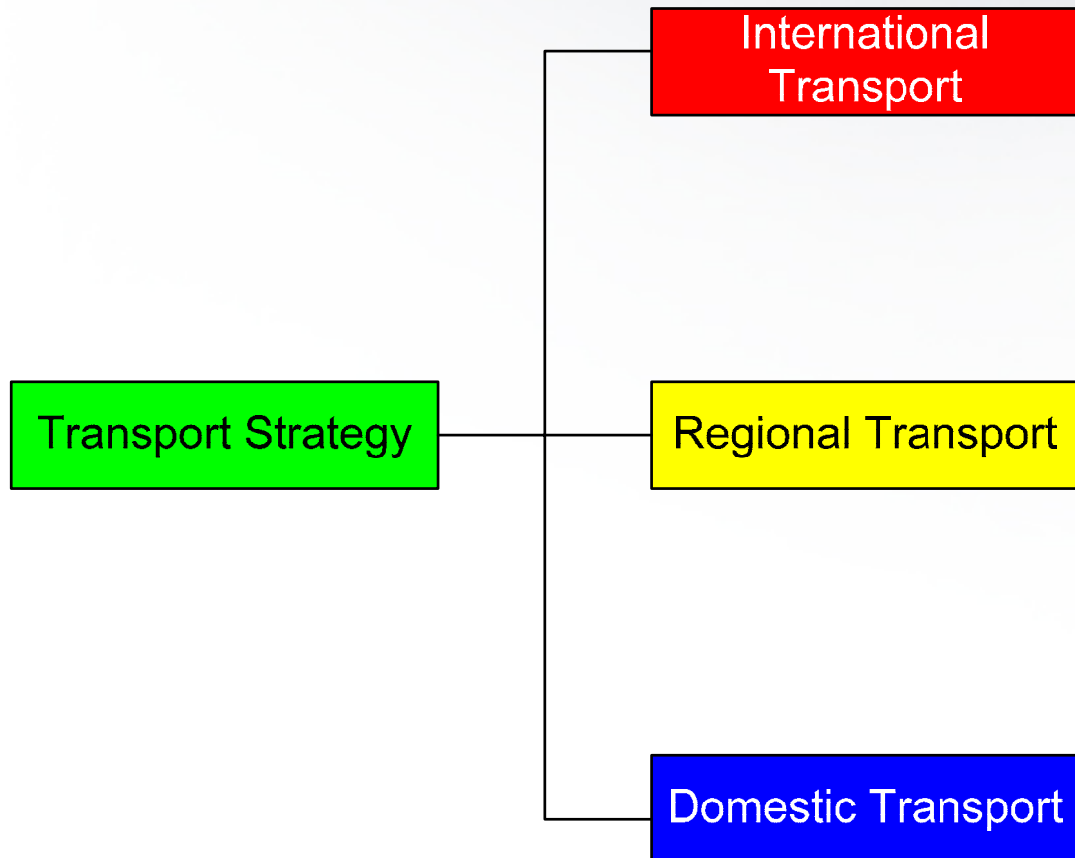 International
Transport
Transport Strategy
Regional Transport
Domestic Transport